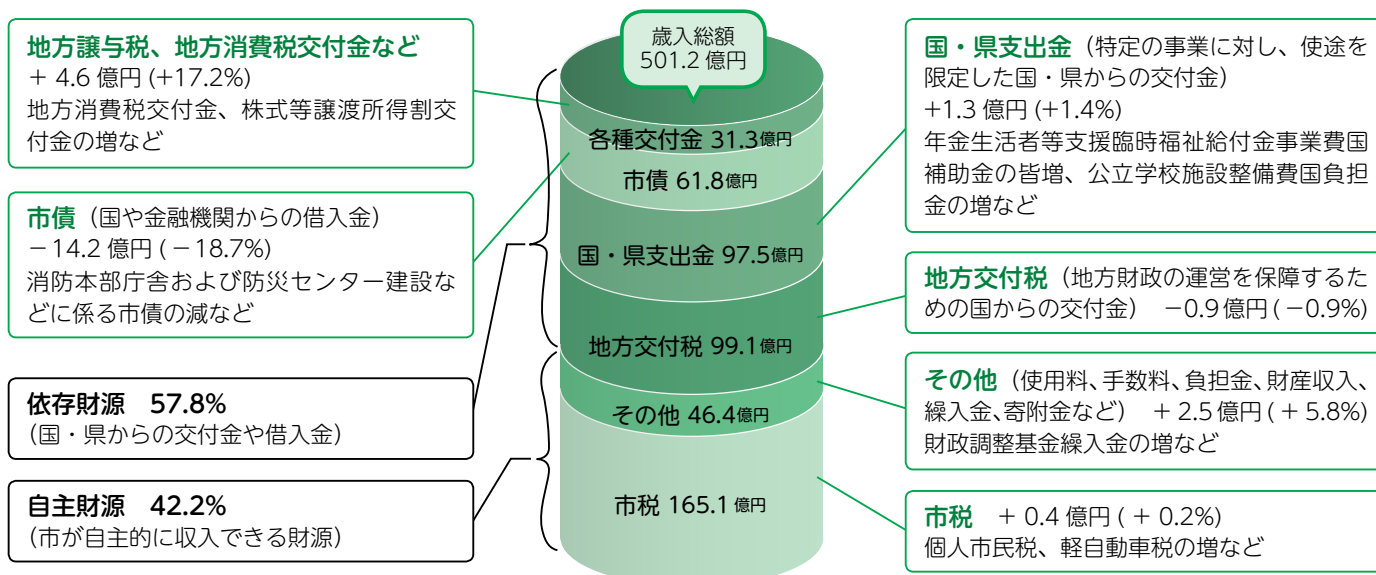 地方譲与税、地方消費税交付金など
+ 4.6 億円 (+17.2%)
地方消費税交付金、株式等譲渡所得割交
付金の増など
市債（国や金融機関からの借入金）
－14.2 億円 ( －18.7%)
消防本部庁舎および防災センター建設な
どに係る市債の減など
依存財源　57.8%
（国・県からの交付金や借入金）
自主財源　42.2%
（市が自主的に収入できる財源）
歳入総額
501.2 億円
各種交付金 31.3億円
市債 61.8億円
国・県支出金 97.5億円
地方交付税 99.1億円
その他 46.4億円
市税 165.1 億円
国・県支出金（特定の事業に対し、使途を
限定した国・県からの交付金）
+1.3 億円 (+1.4%)
年金生活者等支援臨時福祉給付金事業費国
補助金の皆増、公立学校施設整備費国負担
金の増など
地方交付税（地方財政の運営を保障するた
めの国からの交付金）　－0.9 億円 ( －0.9%)
その他（使用料、手数料、負担金、財産収入、
繰入金、寄附金など）　+ 2.5 億円 ( + 5.8%)
財政調整基金繰入金の増など
市税　+ 0.4 億円 ( + 0.2%)
個人市民税、軽自動車税の増など